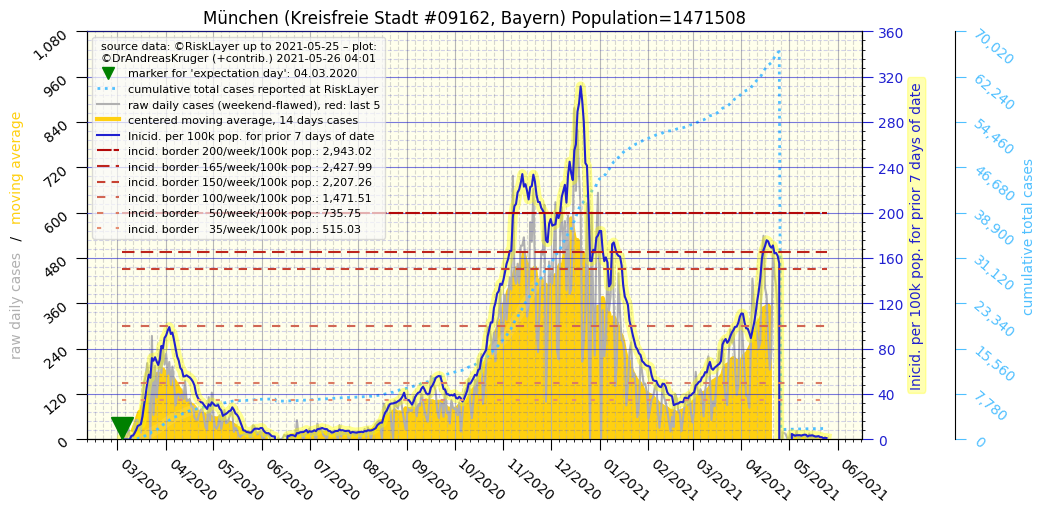 München (Kreisfreie Stadt #09162, Bayern) Population=1471508
source data: ©RiskLayer up to 2021-05-25 – plot:
©DrAndreasKruger (+contrib.) 2021-05-26 04:01
marker for 'expectation day': 04.03.2020
cumulative total cases reported at RiskLayer
raw daily cases (weekend-flawed), red: last 5
centered moving average, 14 days cases
Inicid. per 100k pop. for prior 7 days of date
incid. border 200/week/100k pop.: 2,943.02
incid. border 165/week/100k pop.: 2,427.99
incid. border 150/week/100k pop.: 2,207.26
incid. border 100/week/100k pop.: 1,471.51
incid. border 50/week/100k pop.: 735.75
incid. border 35/week/100k pop.: 515.03
raw daily cases / moving average
1,080
960
840
720
600
480
360
240
120
0
03/2020
04/2020
05/2020
06/2020
07/2020
08/2020
09/2020
10/2020
11/2020
12/2020
01/2021
02/2021
03/2021
04/2021
05/2021
06/2021
360
320
280
240
200
160
120
80
40
0
Inicid. per 100k pop. for prior 7 days of date
70,020
62,240
54,460
46,680
38,900
31,120
23,340
15,560
7,780
0
cumulative total cases